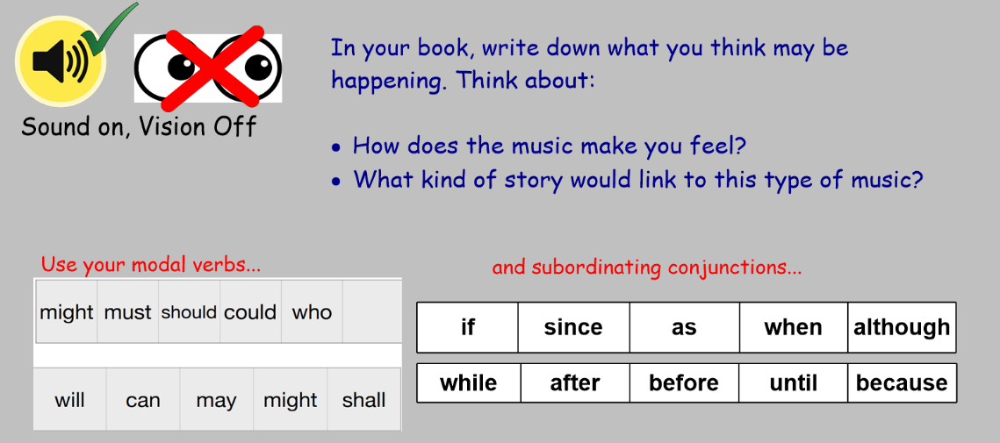 Sound on, Vision Off
In your book, write down what you think may be
happening. Think about:
• How does the music make you feel?
• What kind of story would link to this type of music?
Use your modal verbs...
might must should could who
will can may might shall
and subordinating conjunctions...
if since as when although
while after before until because